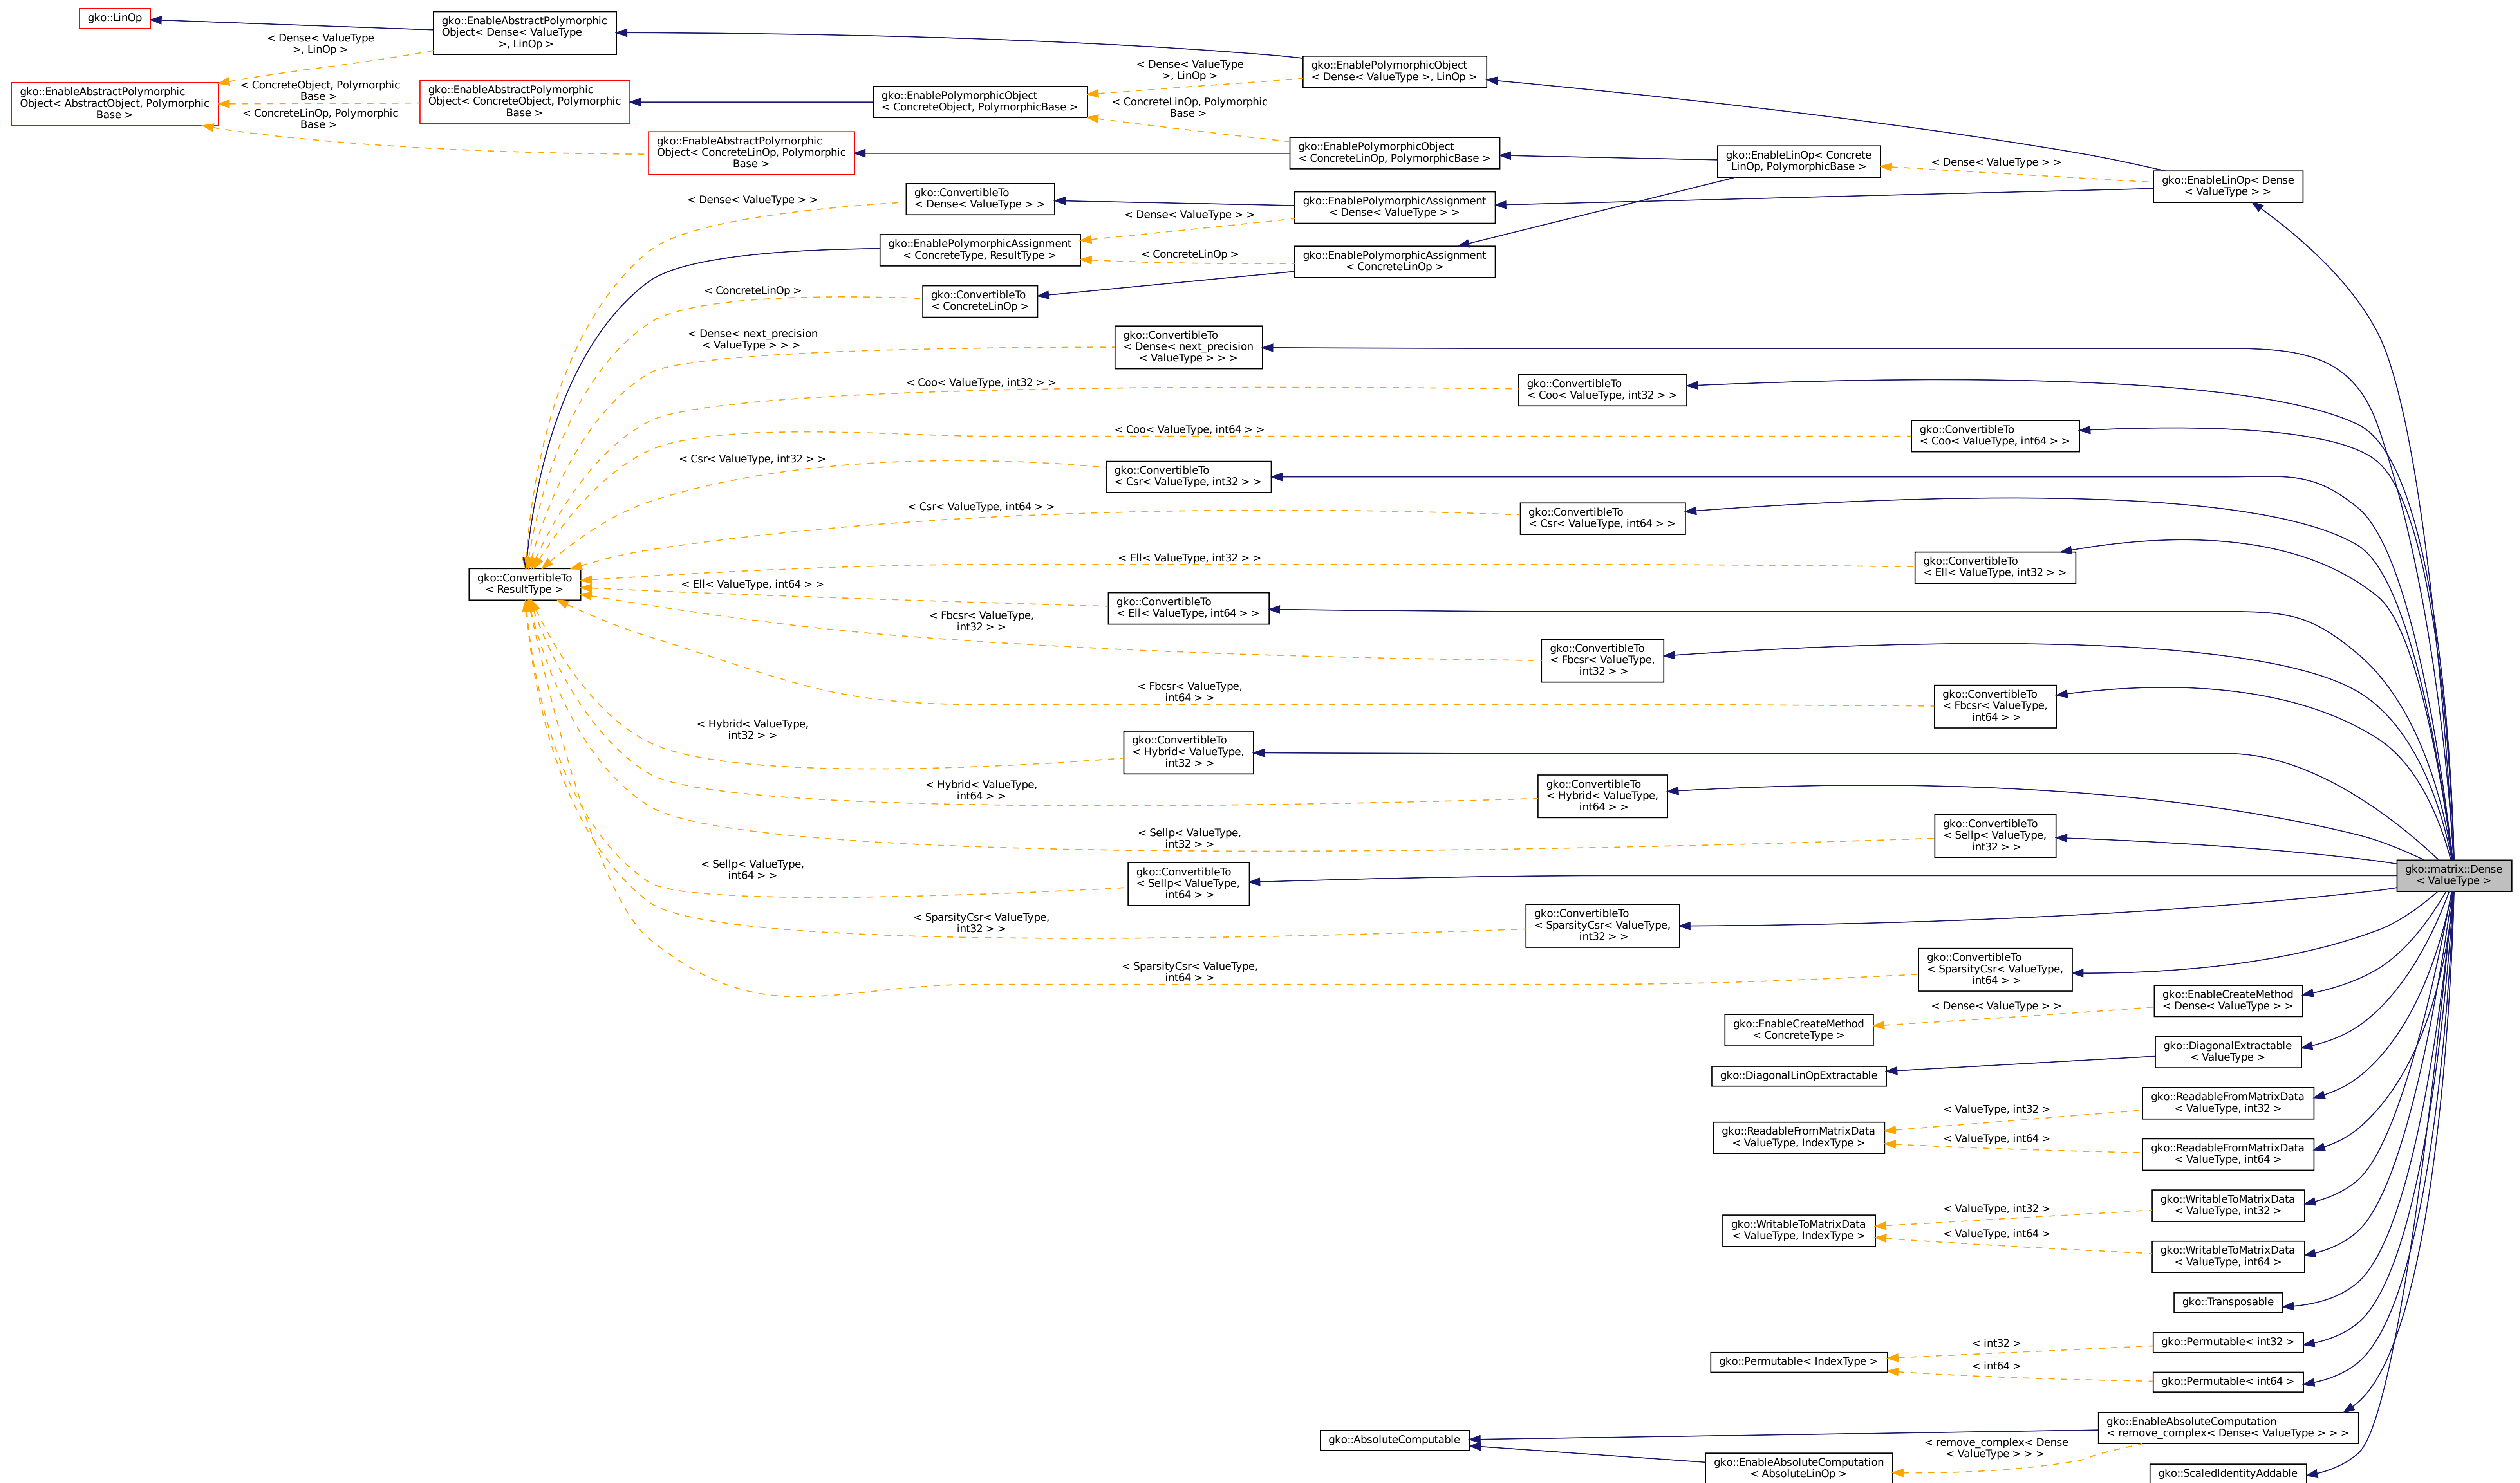 gko::LinOp
gko::EnableAbstractPolymorphic
Object< Dense< ValueType
>, LinOp >
< Dense< ValueType
>, LinOp >
gko::EnableAbstractPolymorphic
Object< AbstractObject, Polymorphic
Base >
< ConcreteObject, Polymorphic
Base >
< ConcreteLinOp, Polymorphic
Base >
gko::EnableAbstractPolymorphic
Object< ConcreteObject, Polymorphic
Base >
gko::EnableAbstractPolymorphic
Object< ConcreteLinOp, Polymorphic
Base >
gko::EnablePolymorphicObject
< ConcreteObject, PolymorphicBase >
< Dense< ValueType
>, LinOp >
< ConcreteLinOp, Polymorphic
Base >
gko::EnablePolymorphicObject
< Dense< ValueType >, LinOp >
gko::EnablePolymorphicObject
< ConcreteLinOp, PolymorphicBase >
gko::EnableLinOp< Concrete
LinOp, PolymorphicBase >
< Dense< ValueType > >
gko::EnableLinOp< Dense
< ValueType > >
< Dense< ValueType > >
gko::ConvertibleTo
< Dense< ValueType > >
< Dense< ValueType > >
gko::EnablePolymorphicAssignment
< Dense< ValueType > >
gko::EnablePolymorphicAssignment
< ConcreteType, ResultType >
< ConcreteLinOp >
gko::EnablePolymorphicAssignment
< ConcreteLinOp >
< ConcreteLinOp >
gko::ConvertibleTo
< ConcreteLinOp >
< Dense< next_precision
< ValueType > > >
gko::ConvertibleTo
< Dense< next_precision
< ValueType > > >
< Coo< ValueType, int32 > >
gko::ConvertibleTo
< Coo< ValueType, int32 > >
< Coo< ValueType, int64 > >
gko::ConvertibleTo
< Coo< ValueType, int64 > >
< Csr< ValueType, int32 > >
gko::ConvertibleTo
< Csr< ValueType, int32 > >
< Csr< ValueType, int64 > >
gko::ConvertibleTo
< Csr< ValueType, int64 > >
< Ell< ValueType, int32 > >
gko::ConvertibleTo
< Ell< ValueType, int32 > >
gko::ConvertibleTo
< ResultType >
< Ell< ValueType, int64 > >
gko::ConvertibleTo
< Ell< ValueType, int64 > >
< Fbcsr< ValueType,
int32 > >
gko::ConvertibleTo
< Fbcsr< ValueType,
int32 > >
< Fbcsr< ValueType,
int64 > >
gko::ConvertibleTo
< Fbcsr< ValueType,
int64 > >
< Hybrid< ValueType,
int32 > >
gko::ConvertibleTo
< Hybrid< ValueType,
int32 > >
< Hybrid< ValueType,
int64 > >
gko::ConvertibleTo
< Hybrid< ValueType,
int64 > >
< Sellp< ValueType,
int32 > >
gko::ConvertibleTo
< Sellp< ValueType,
int32 > >
< Sellp< ValueType,
int64 > >
gko::ConvertibleTo
< Sellp< ValueType,
int64 > >
gko::matrix::Dense
< ValueType >
< SparsityCsr< ValueType,
int32 > >
gko::ConvertibleTo
< SparsityCsr< ValueType,
int32 > >
< SparsityCsr< ValueType,
int64 > >
gko::ConvertibleTo
< SparsityCsr< ValueType,
int64 > >
gko::EnableCreateMethod
< ConcreteType >
< Dense< ValueType > >
gko::EnableCreateMethod
< Dense< ValueType > >
gko::DiagonalLinOpExtractable
gko::DiagonalExtractable
< ValueType >
gko::ReadableFromMatrixData
< ValueType, IndexType >
< ValueType, int32 >
< ValueType, int64 >
gko::ReadableFromMatrixData
< ValueType, int32 >
gko::ReadableFromMatrixData
< ValueType, int64 >
gko::WritableToMatrixData
< ValueType, IndexType >
< ValueType, int32 >
< ValueType, int64 >
gko::WritableToMatrixData
< ValueType, int32 >
gko::WritableToMatrixData
< ValueType, int64 >
gko::Transposable
gko::Permutable< IndexType >
< int32 >
< int64 >
gko::Permutable< int32 >
gko::Permutable< int64 >
gko::AbsoluteComputable
gko::EnableAbsoluteComputation
< remove_complex< Dense< ValueType > > >
< remove_complex< Dense
< ValueType > > >
gko::EnableAbsoluteComputation
< AbsoluteLinOp >
gko::ScaledIdentityAddable